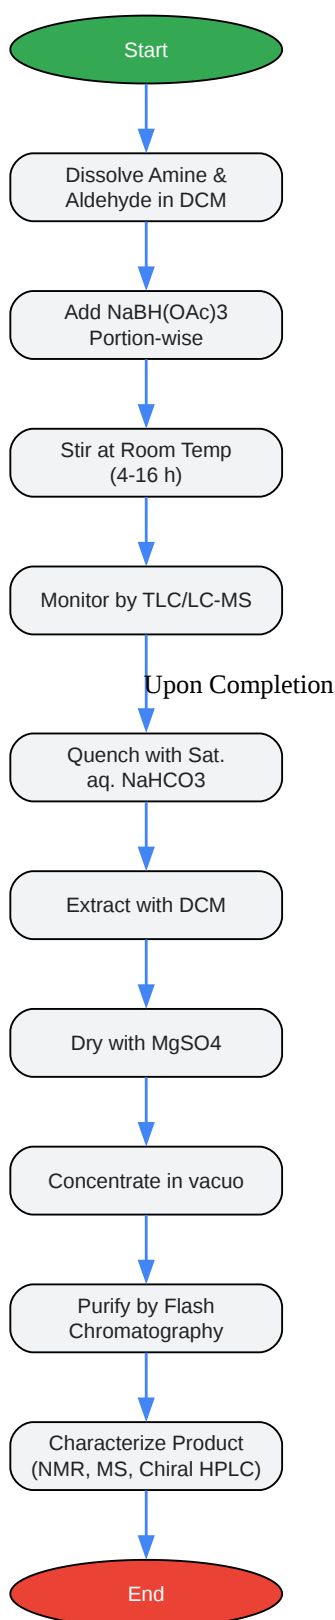 Start
Dissolve Amine &
Aldehyde in DCM
Add NaBH(OAc)3
Portion-wise
Stir at Room Temp
(4-16 h)
Monitor by TLC/LC-MS
Upon Completion
Quench with Sat.
aq. NaHCO3
Extract with DCM
Dry with MgSO4
Concentrate in vacuo
Purify by Flash
Chromatography
Characterize Product
(NMR, MS, Chiral HPLC)
End